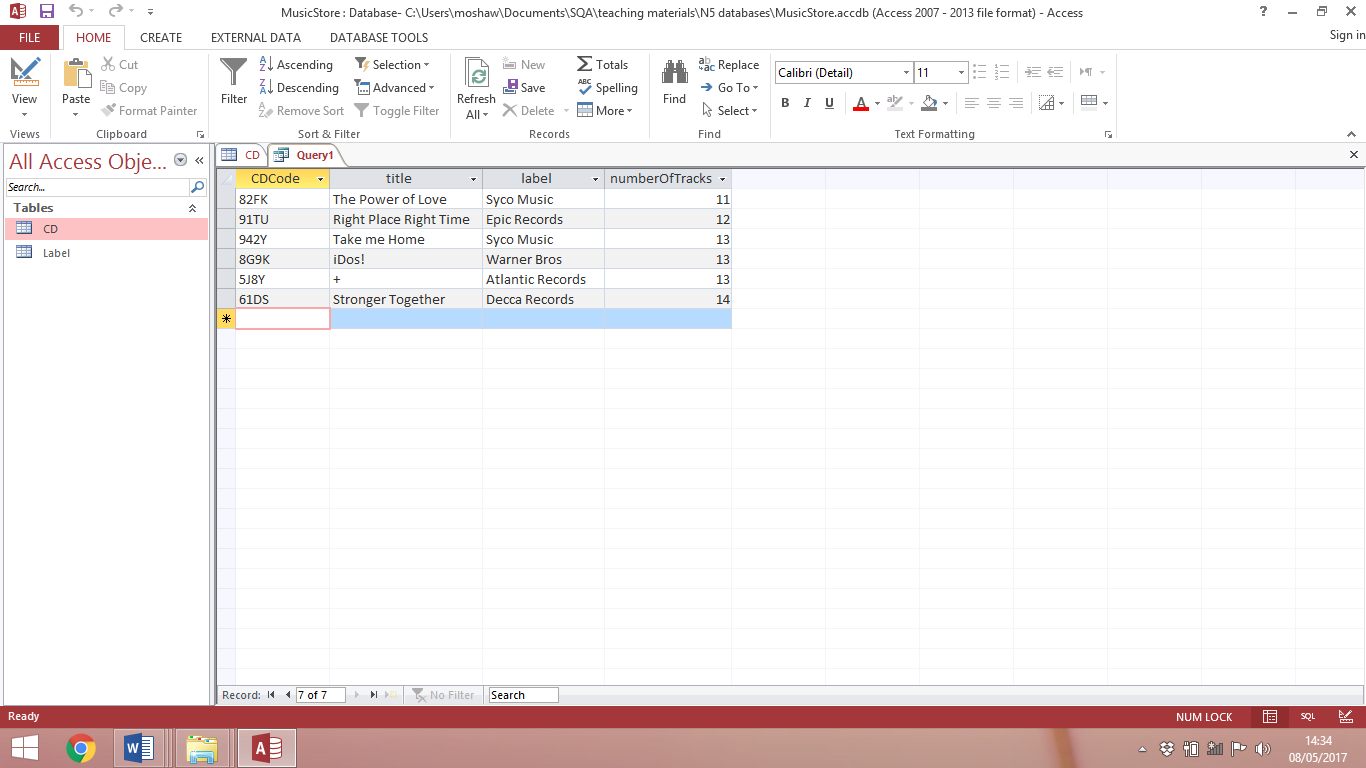 MusicStore : Database- C:\Users\moshaw\Documents\SQA\teaching materials\N5 databases\MusicStore.accdb (Access 2007 - 2013 file format) - Access
FILE HOME CREATE EXTERNAL DATA DATABASE TOOLS Sign in
View
Views
Paste
Cut
Copy
Format Painter
Clipboard
Filter
Ascending
Descending
Remove Sort
Selection
Advanced
Toggle Filter
Sort & Filter
Refresh
All
New
Save
Delete
Totals
Spelling
More
Records
Find
Replace
Go To
Select
Find
Calibri (Detail) 11
B I U A
Text Formatting
All Access Obje...
Search...
Tables
CD
Label
CD Query1
CDCode title label numberOfTracks
82FK The Power of Love Syco Music 11
91TU Right Place Right Time Epic Records 12
942Y Take me Home Syco Music 13
8G9K iDos! Warner Bros 13
5J8Y + Atlantic Records 13
61DS Stronger Together Decca Records 14
Record: 7 of 7 No Filter Search
Ready NUM LOCK SQL
14:34
08/05/2017